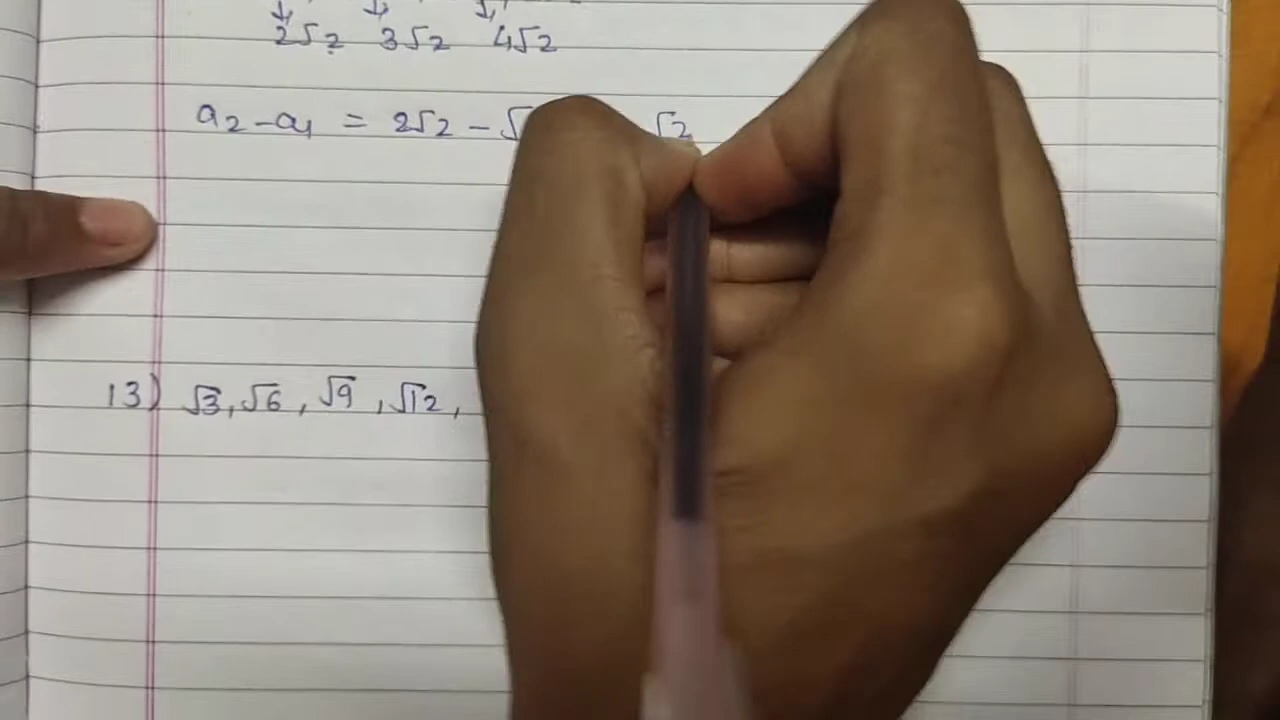 2√2 3√2 4√2
a2 - a1 = 2√2 - √ √2
13) √3, √6, √9, √12,